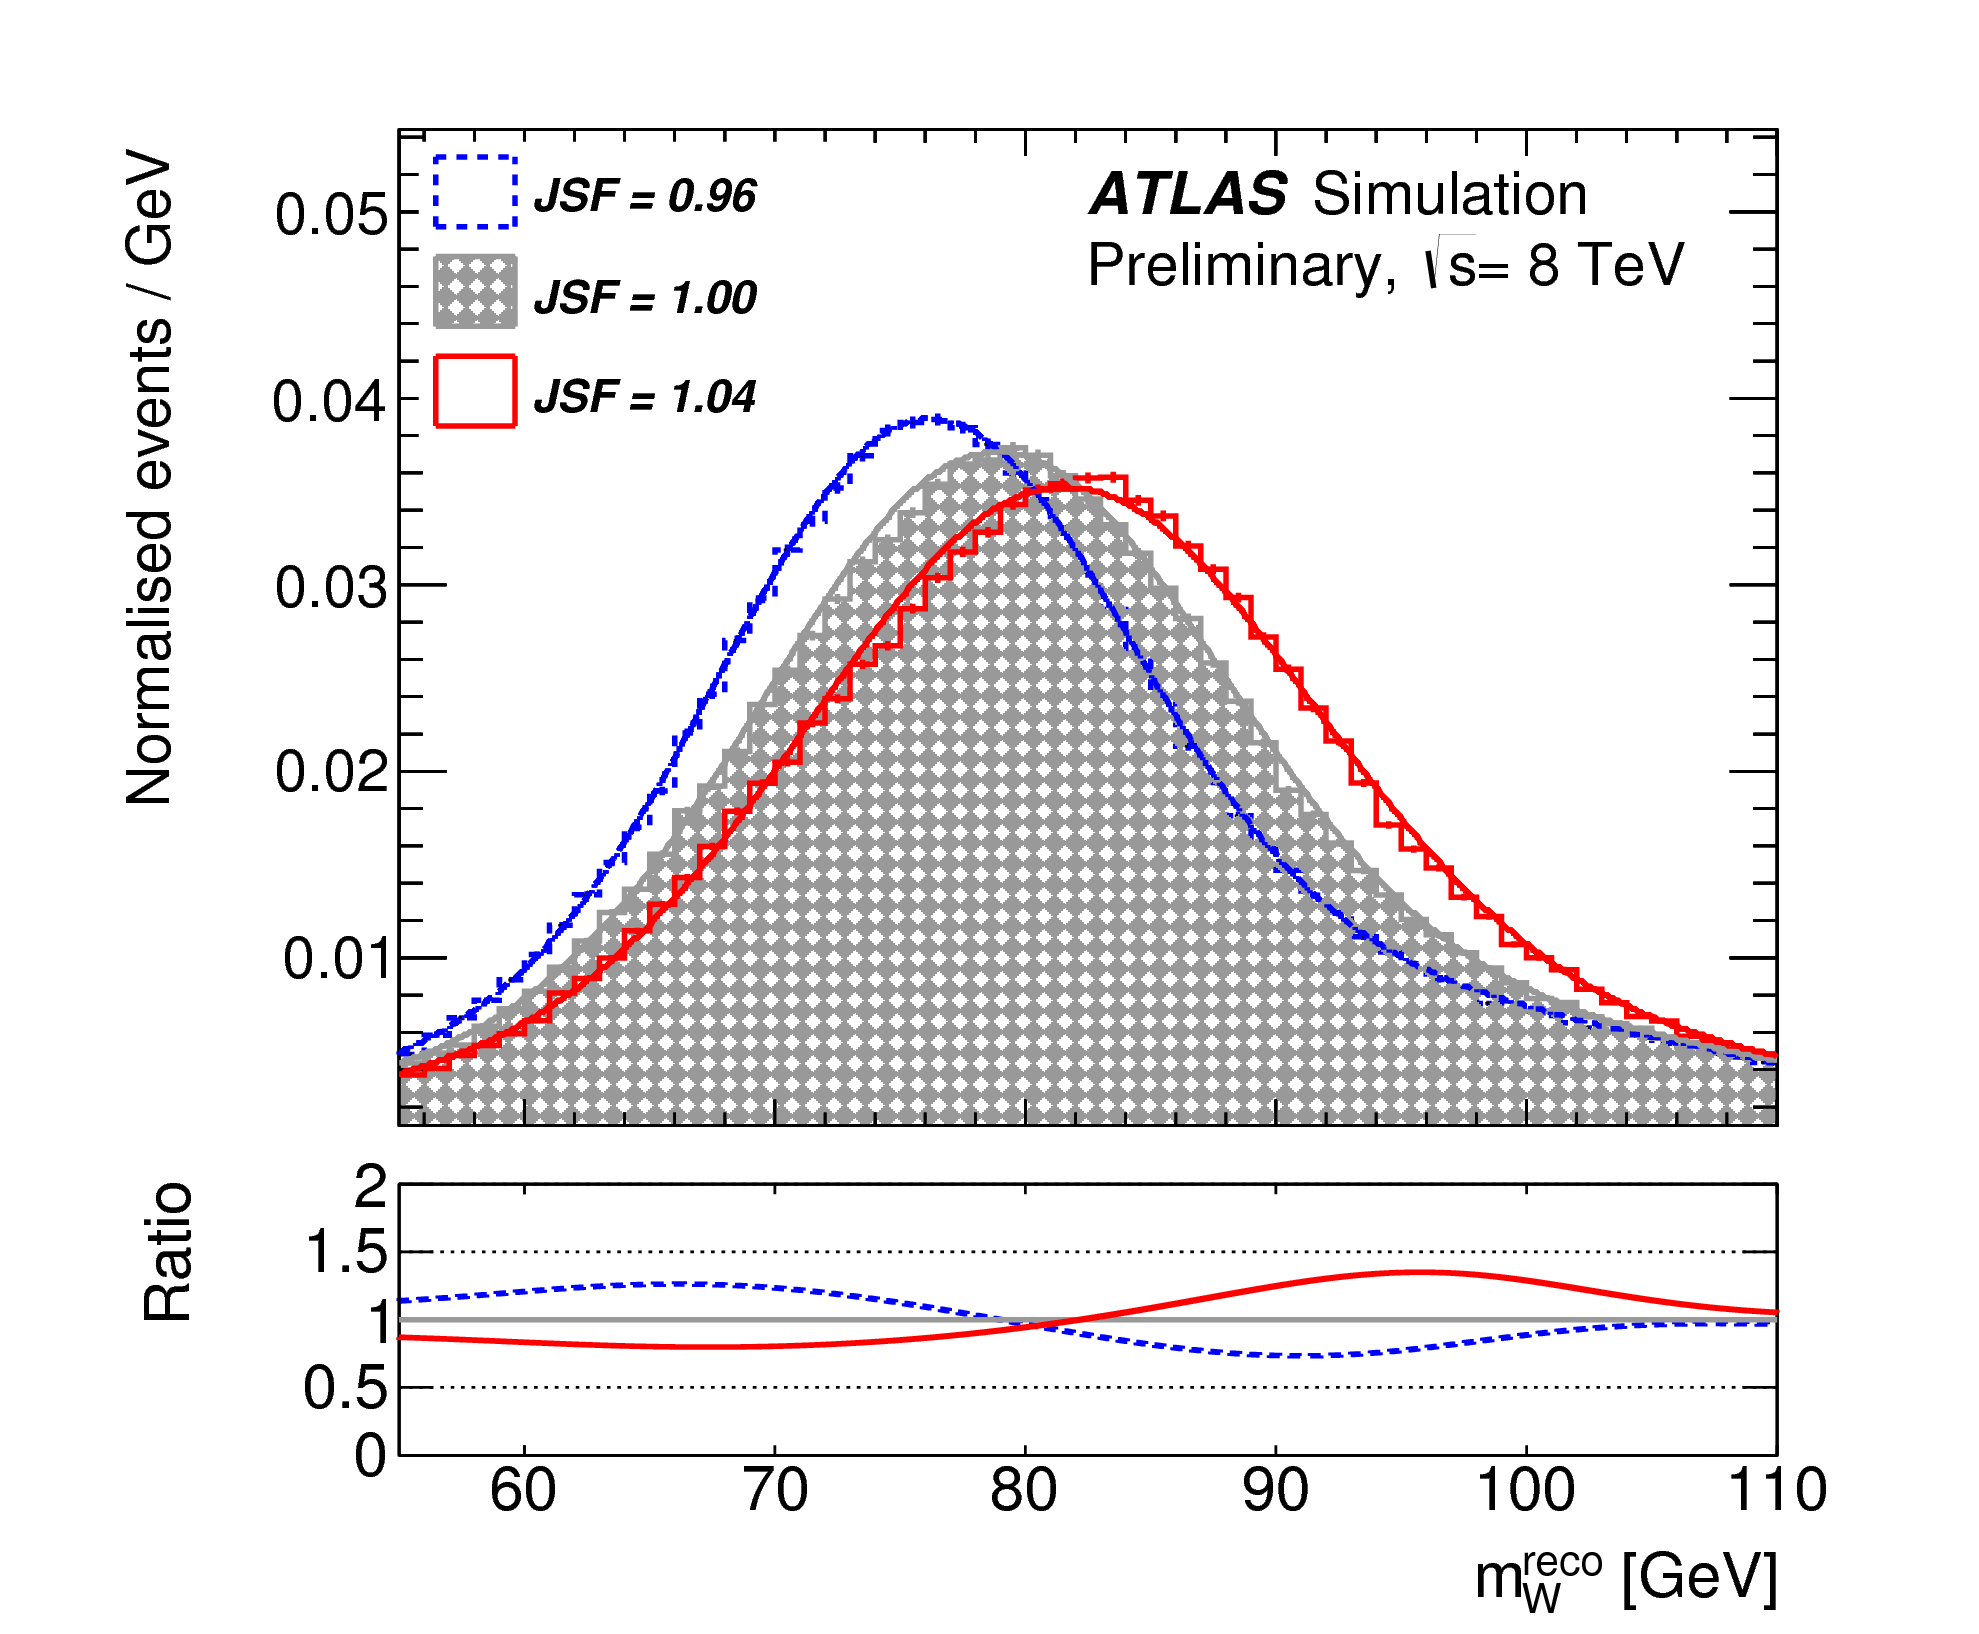 Normalised events / GeV
0.05
0.04
0.03
0.02
0.01
JSF = 0.96
JSF = 1.00
JSF = 1.04
ATLAS Simulation
Preliminary, √s= 8 TeV
Ratio
2
1.5
1
0.5
0
60 70 80 90 100 110
m_W^reco [GeV]